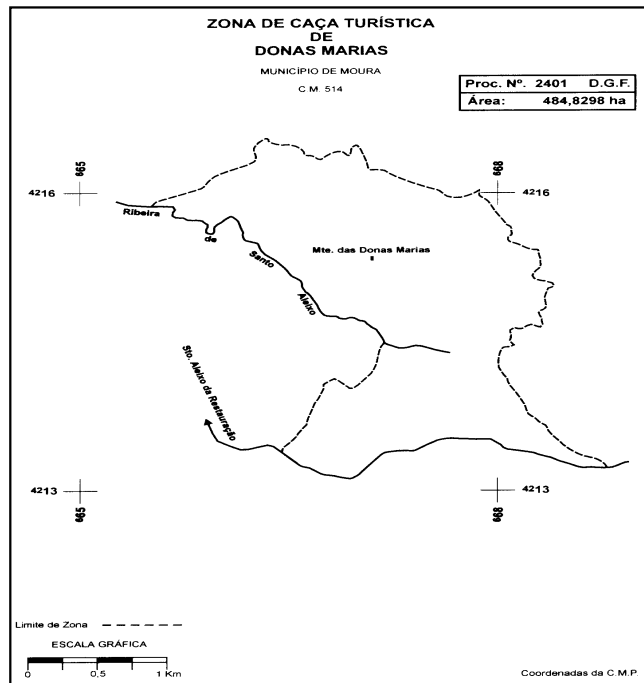 ZONA DE CAÇA TURÍSTICA
DE
DONAS MARIAS
MUNICÍPIO DE MOURA
C.M. 514
Proc. Nº. 2401 D.G.F.
Área: 484,8298 ha
665
668
4216
4216
Ribeira
de
Santo
Aleixo
Mte. das Donas Marias
Sto. Aleixo da Restauração
4213
4213
665
668
Limite de Zona
ESCALA GRÁFICA
0 0,5 1 Km
Coordenadas da C.M.P.